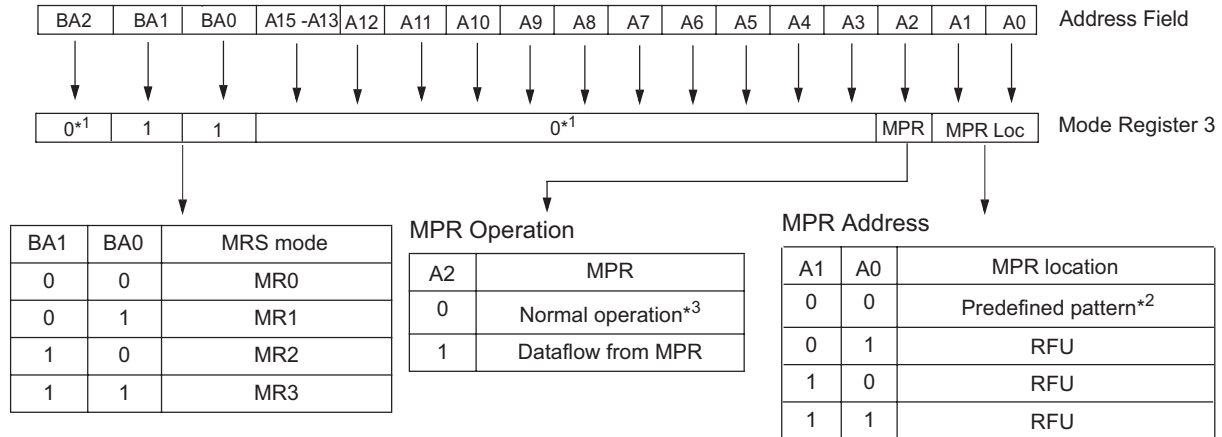 BA2 BA1 BA0 A15 -A13 A12 A11 A10 A9 A8 A7 A6 A5 A4 A3 A2 A1 A0 Address Field
0*1 1 1 0*1 MPR MPR Loc Mode Register 3
BA1 BA0 MRS mode
0 0 MR0
0 1 MR1
1 0 MR2
1 1 MR3
MPR Operation
A2 MPR
0 Normal operation*3
1 Dataflow from MPR
MPR Address
A1 A0 MPR location
0 0 Predefined pattern*2
0 1 RFU
1 0 RFU
1 1 RFU